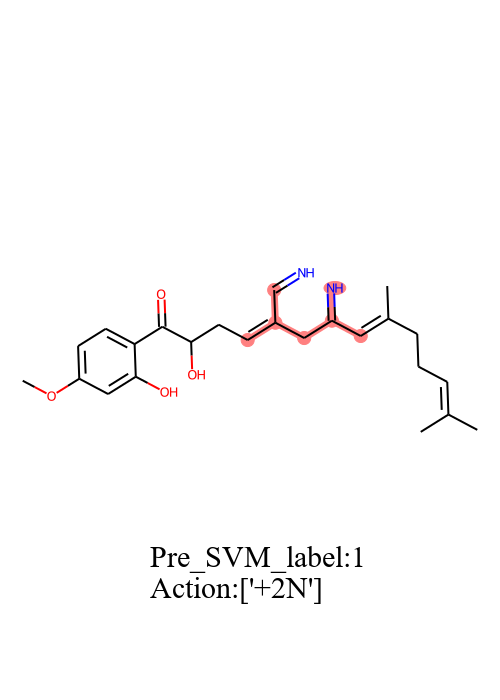 NH
NH
O
OH
OH
O
Pre_SVM_label:1
Action:['+2N']